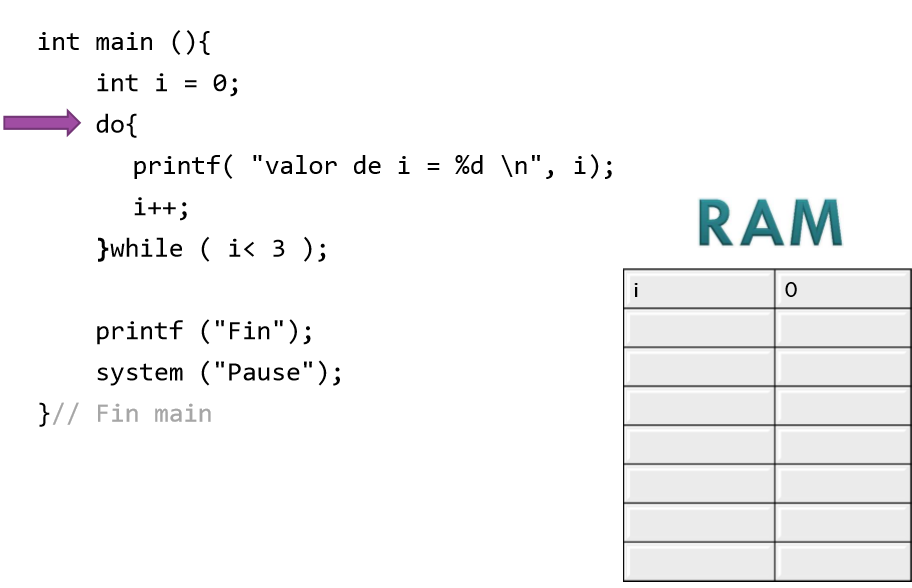 int main (){
int i = 0;
do{
printf( "valor de i = %d \n", i);
i++;
}while ( i< 3 );
RAM
i 0
printf ("Fin");
system ("Pause");
}// Fin main